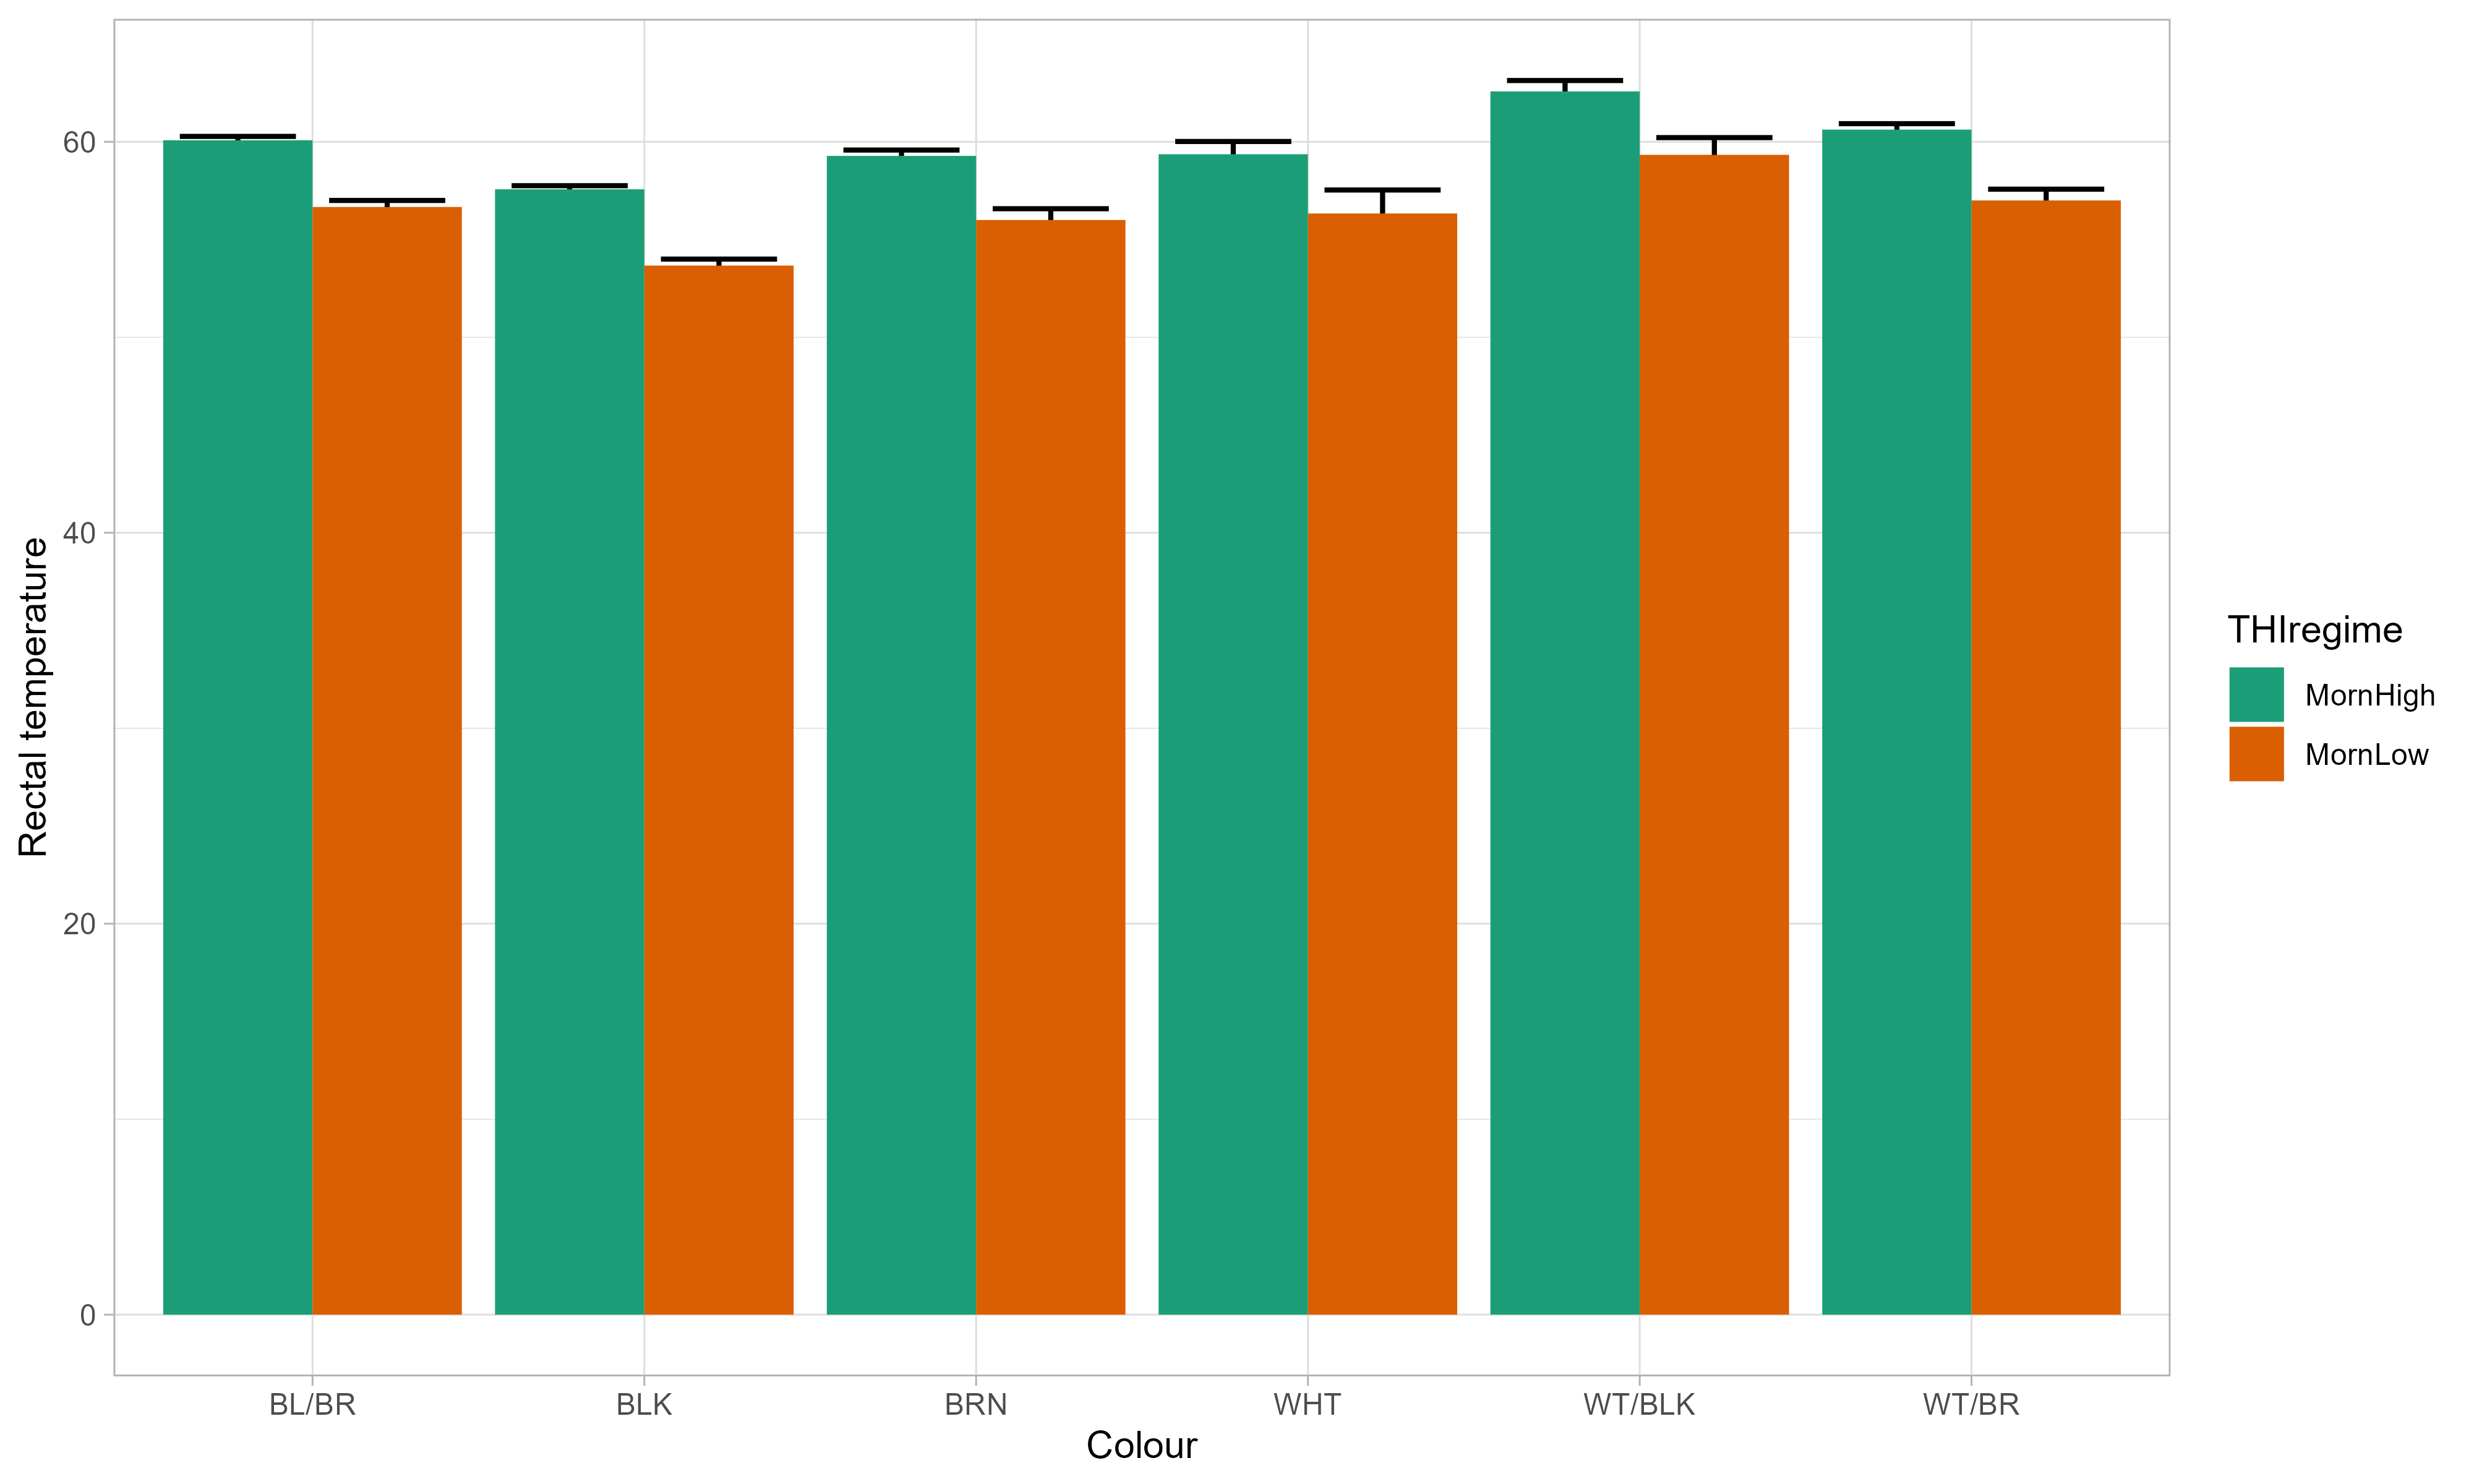 60
40
20
0
Rectal temperature
BL/BR
BLK
BRN
WHT
WT/BLK
WT/BR
Colour
THIregime
MornHigh
MornLow